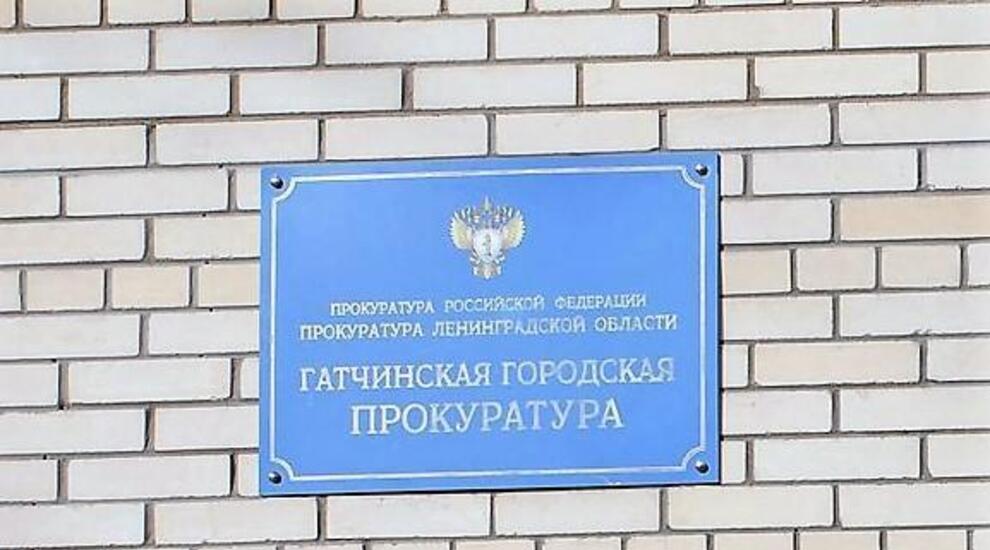 ПРОКУРАТУРА РОССИЙСКОЙ ФЕДЕРАЦИИ
ПРОКУРАТУРА ЛЕНИНГРАДСКОЙ ОБЛАСТИ
ГАТЧИНСКАЯ ГОРОДСКАЯ
ПРОКУРАТУРА